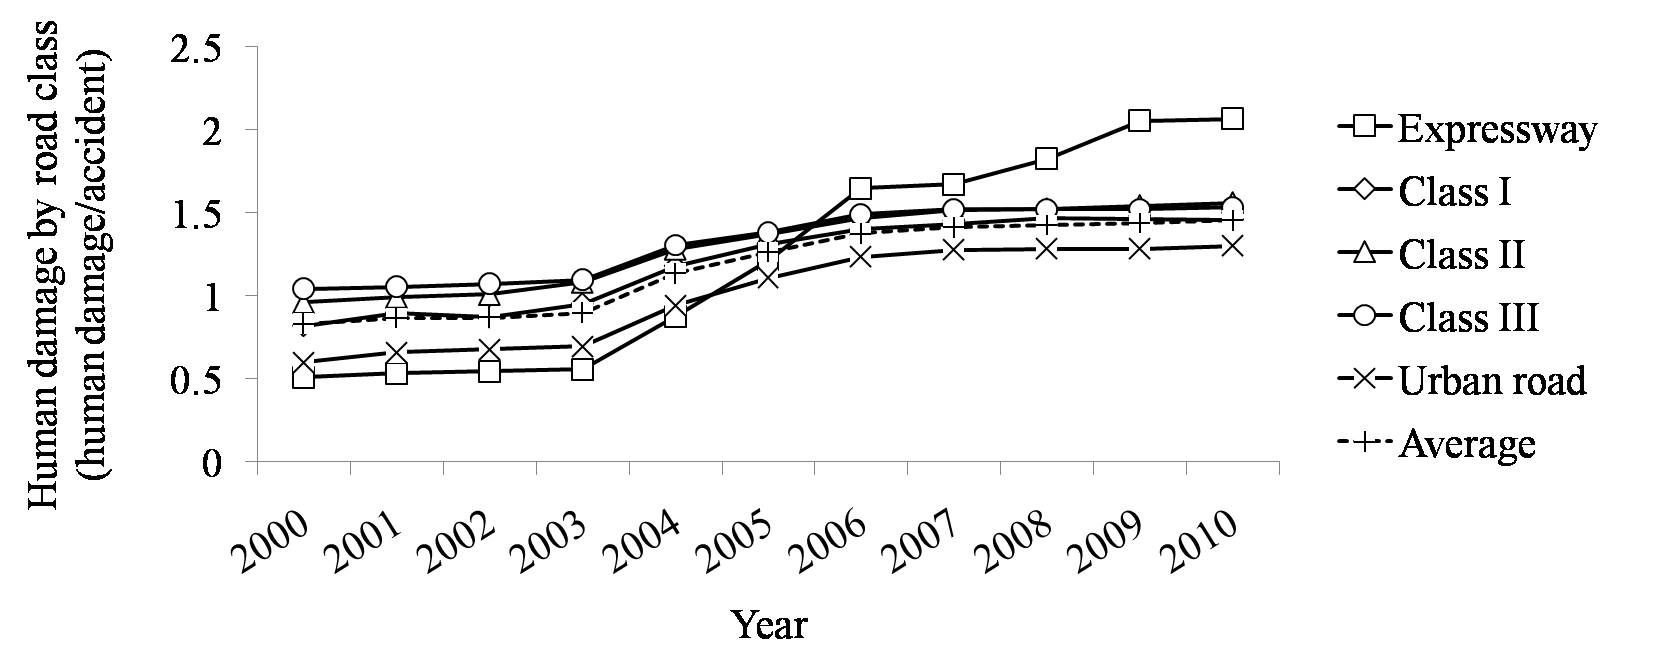 Human damage by road class
(human damage/accident)
2.5
2
1.5
1
0.5
0
2000
2001
2002
2003
2004
2005
2006
2007
2008
2009
2010
Year
Expressway
Class I
Class II
Class III
Urban road
Average